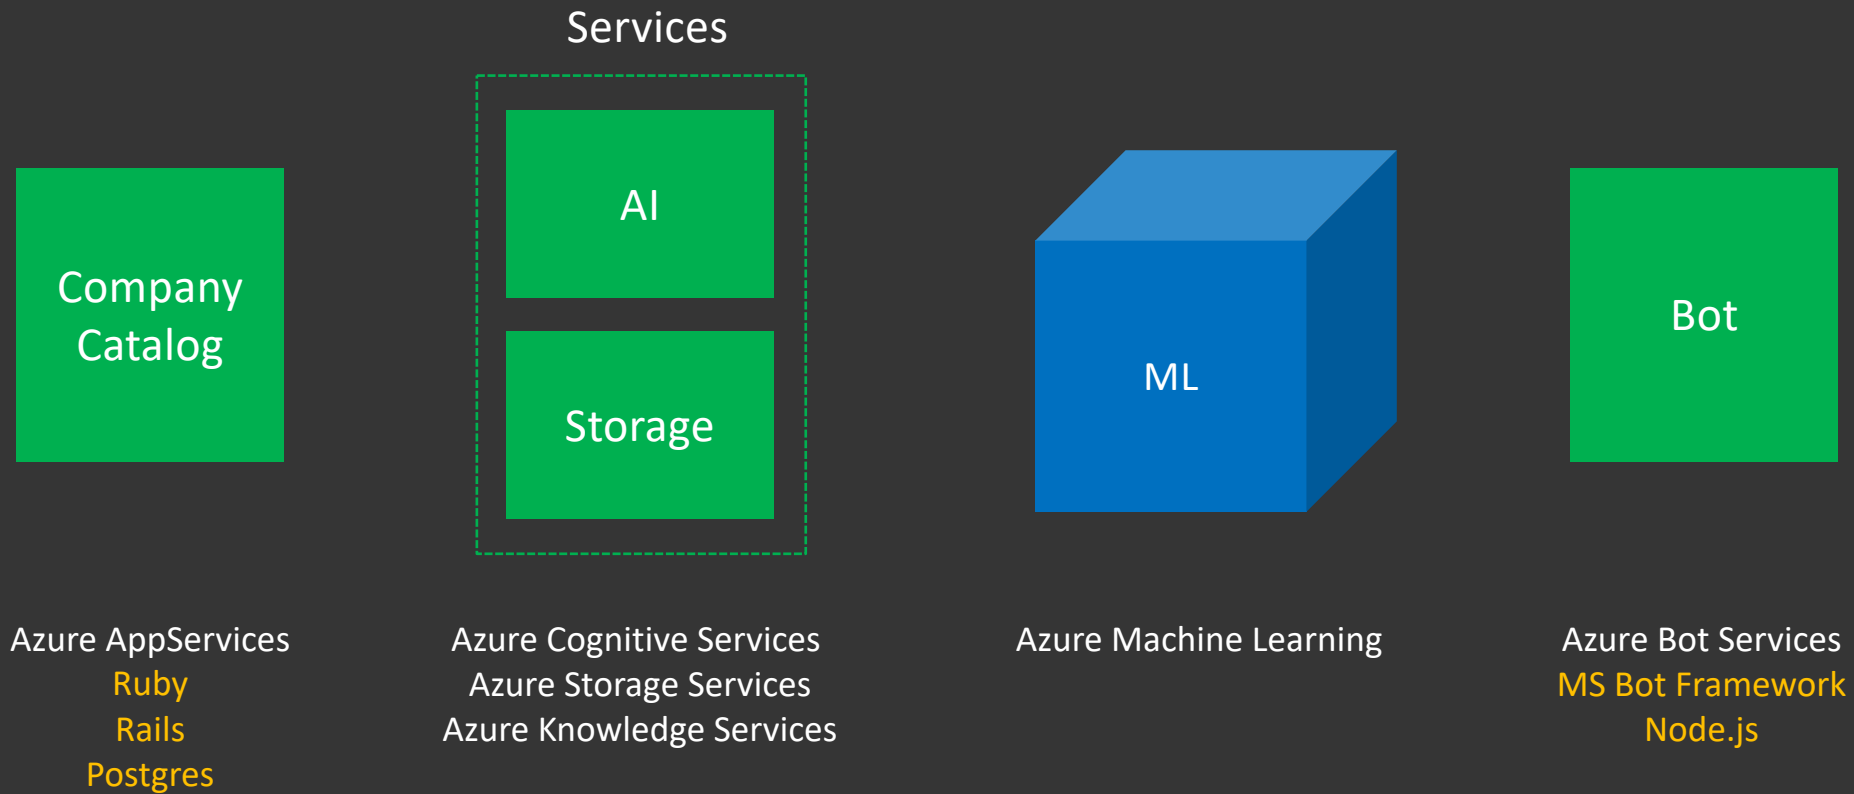 Services
Company
Catalog
AI
Storage
ML
Bot
Azure AppServices
Ruby
Rails
Postgres
Azure Cognitive Services
Azure Storage Services
Azure Knowledge Services
Azure Machine Learning
Azure Bot Services
MS Bot Framework
Node.js